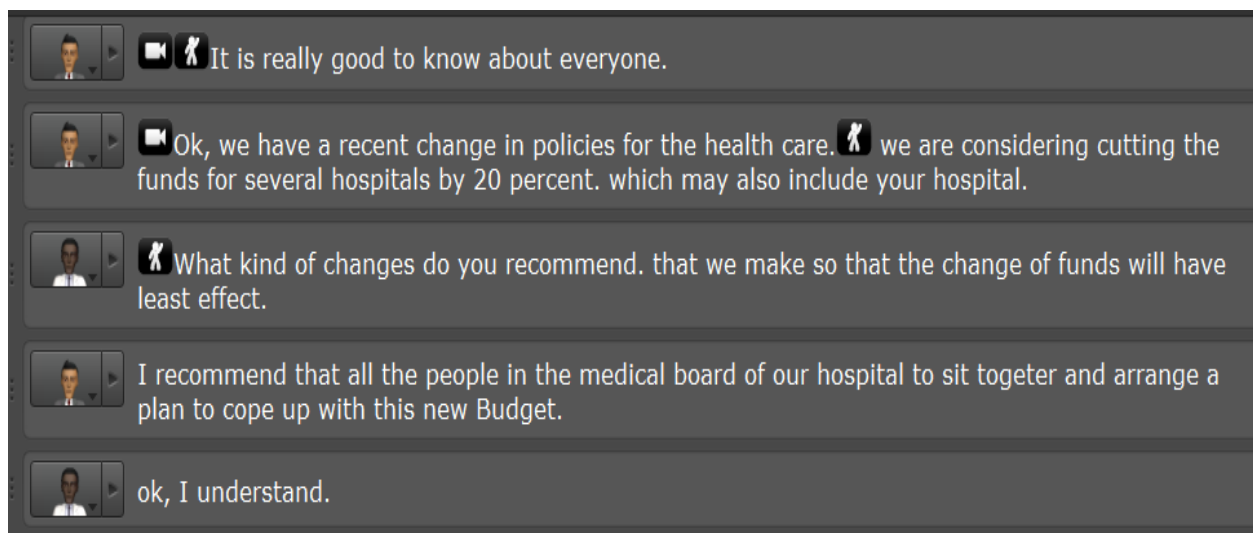 It is really good to know about everyone.
Ok, we have a recent change in policies for the health care. we are considering cutting the
funds for several hospitals by 20 percent. which may also include your hospital.
What kind of changes do you recommend. that we make so that the change of funds will have
least effect.
I recommend that all the people in the medical board of our hospital to sit togeter and arrange a
plan to cope up with this new Budget.
ok, I understand.